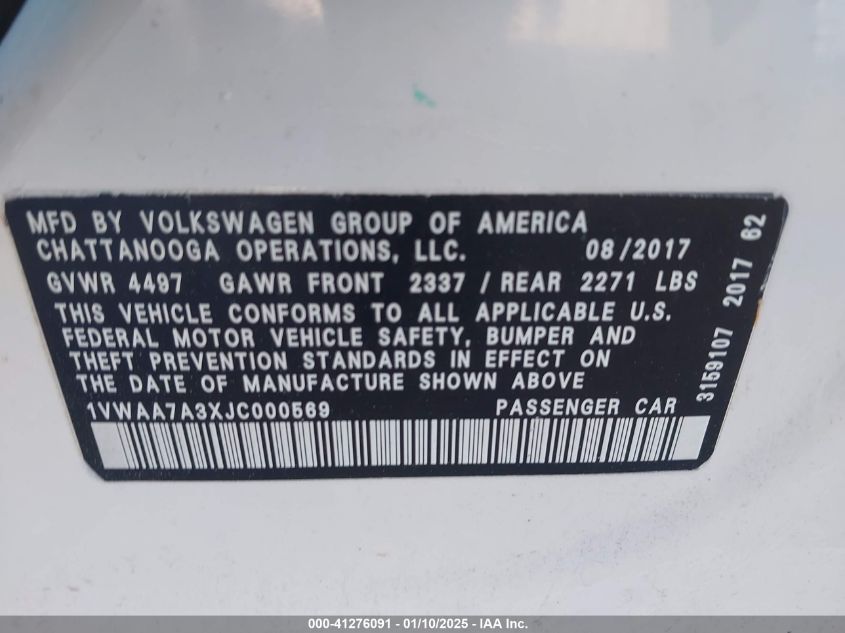 MFD BY VOLKSWAGEN GROUP OF AMERICA
CHATTANOOGA OPERATIONS, LLC. 08/2017
GVWR 4497 GAWR FRONT 2337 / REAR 2271 LBS
THIS VEHICLE CONFORMS TO ALL APPLICABLE U.S.
FEDERAL MOTOR VEHICLE SAFETY, BUMPER AND
THEFT PREVENTION STANDARDS IN EFFECT ON
THE DATE OF MANUFACTURE SHOWN ABOVE
1VWAA7A3XJC000569 PASSENGER CAR
3159107 2017 62
000-41276091 - 01/10/2025 - IAA Inc.